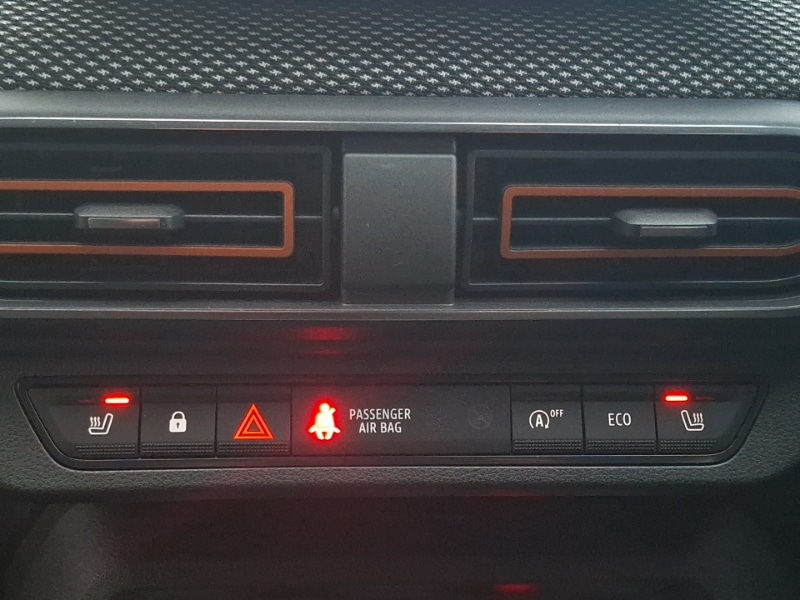 PASSENGER
AIR BAG
A OFF
ECO